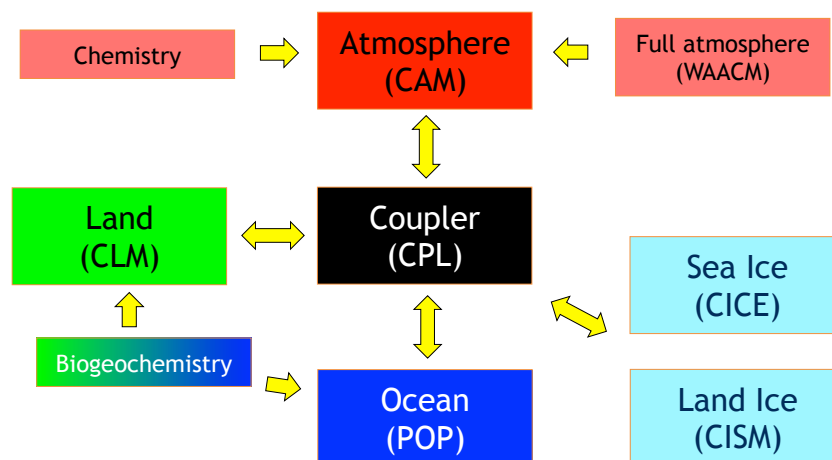 Chemistry
Atmosphere
(CAM)
Full atmosphere
(WAACM)
Land
(CLM)
Coupler
(CPL)
Sea Ice
(CICE)
Biogeochemistry
Ocean
(POP)
Land Ice
(CISM)